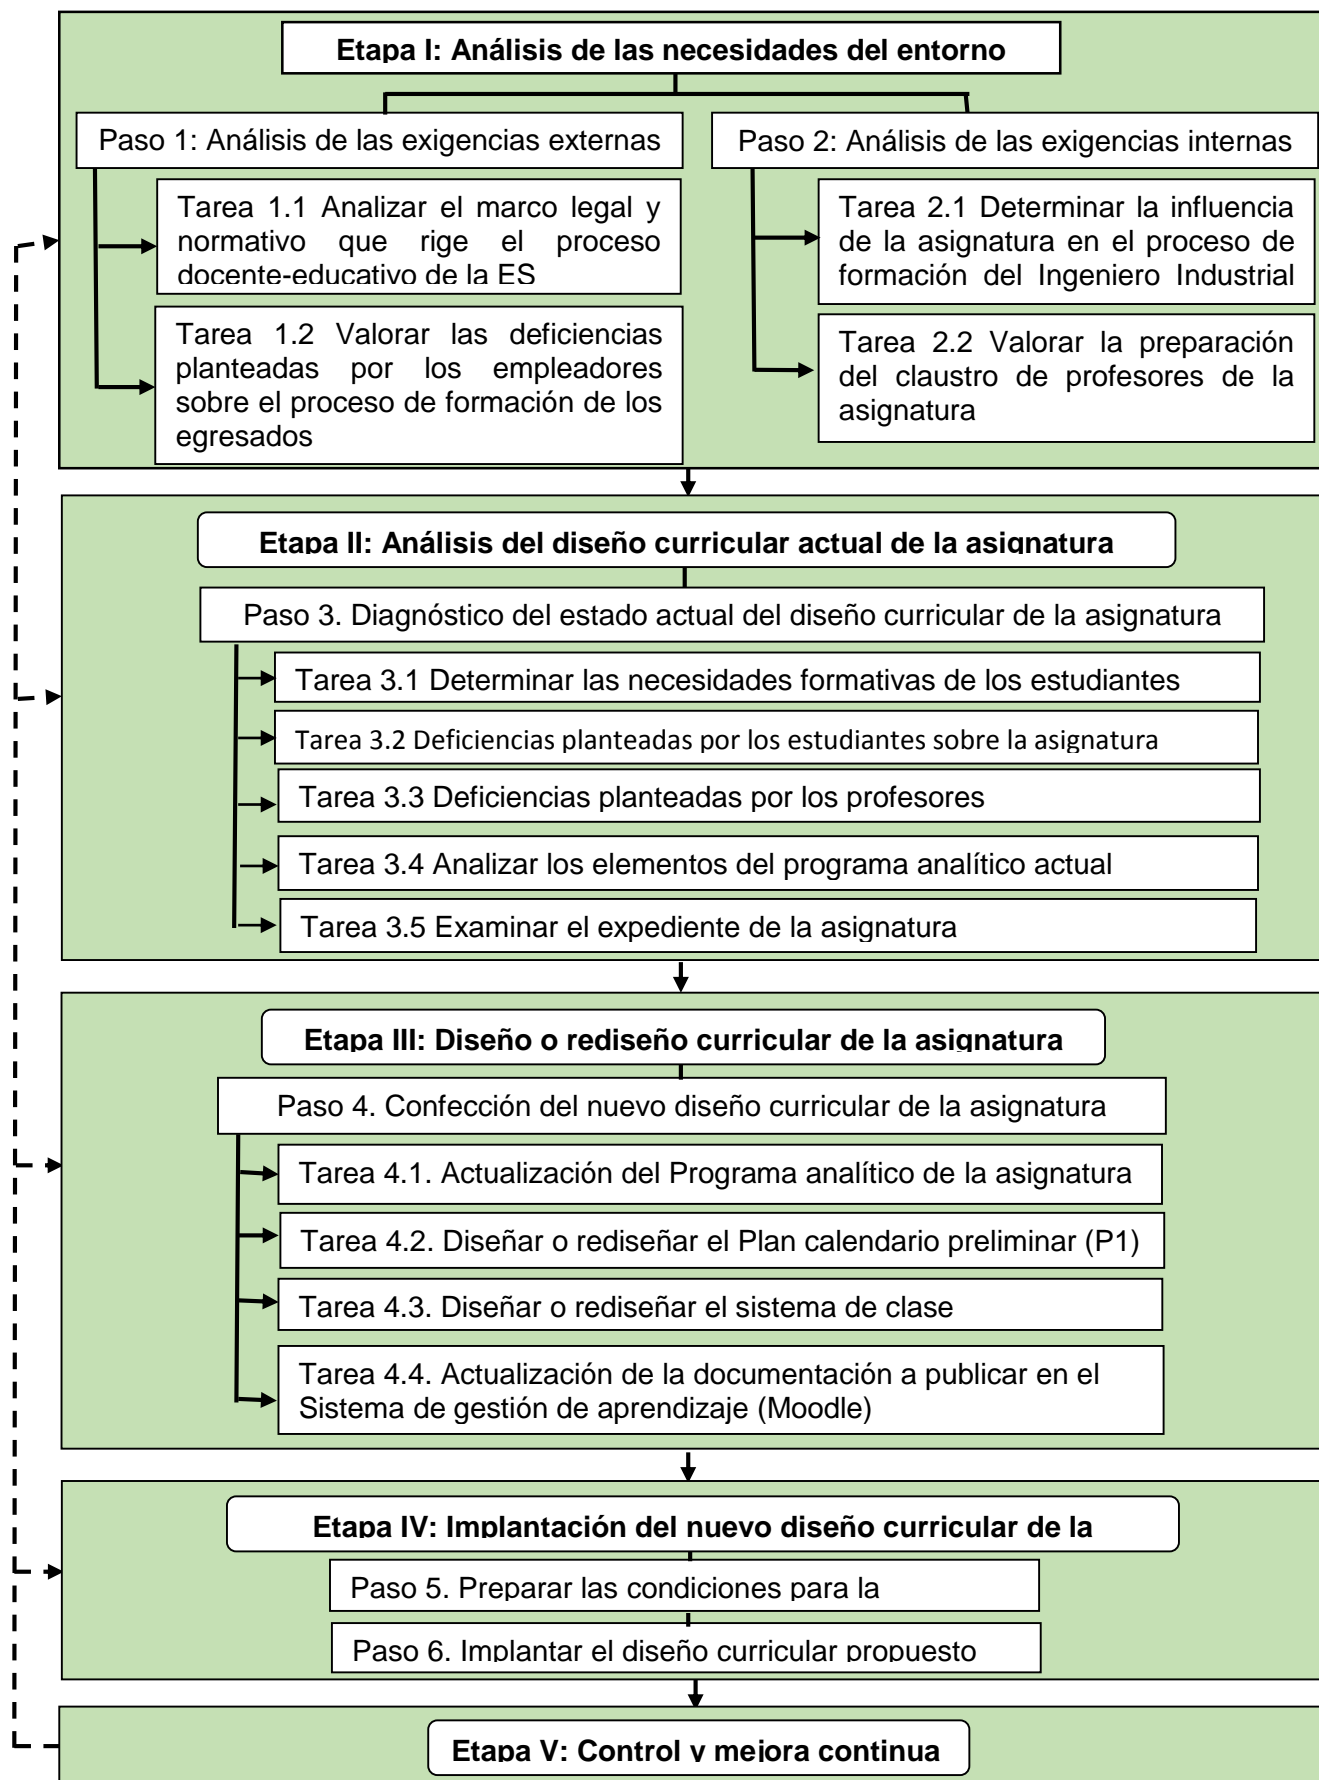 Etapa I: Análisis de las necesidades del entorno
Paso 1: Análisis de las exigencias externas
Tarea 1.1 Analizar el marco legal y
normativo que rige el proceso
docente-educativo de la ES
Tarea 1.2 Valorar las deficiencias
planteadas por los empleadores
sobre el proceso de formación de los
egresados
Paso 2: Análisis de las exigencias internas
Tarea 2.1 Determinar la influencia
de la asignatura en el proceso de
formación del Ingeniero Industrial
Tarea 2.2 Valorar la preparación
del claustro de profesores de la
asignatura
Etapa II: Análisis del diseño curricular actual de la asignatura
Paso 3. Diagnóstico del estado actual del diseño curricular de la asignatura
Tarea 3.1 Determinar las necesidades formativas de los estudiantes
Tarea 3.2 Deficiencias planteadas por los estudiantes sobre la asignatura
Tarea 3.3 Deficiencias planteadas por los profesores
Tarea 3.4 Analizar los elementos del programa analítico actual
Tarea 3.5 Examinar el expediente de la asignatura
Etapa III: Diseño o rediseño curricular de la asignatura
Paso 4. Confección del nuevo diseño curricular de la asignatura
Tarea 4.1. Actualización del Programa analítico de la asignatura
Tarea 4.2. Diseñar o rediseñar el Plan calendario preliminar (P1)
Tarea 4.3. Diseñar o rediseñar el sistema de clase
Tarea 4.4. Actualización de la documentación a publicar en el
Sistema de gestión de aprendizaje (Moodle)
Etapa IV: Implantación del nuevo diseño curricular de la
Paso 5. Preparar las condiciones para la
Paso 6. Implantar el diseño curricular propuesto
Etapa V: Control y mejora continua